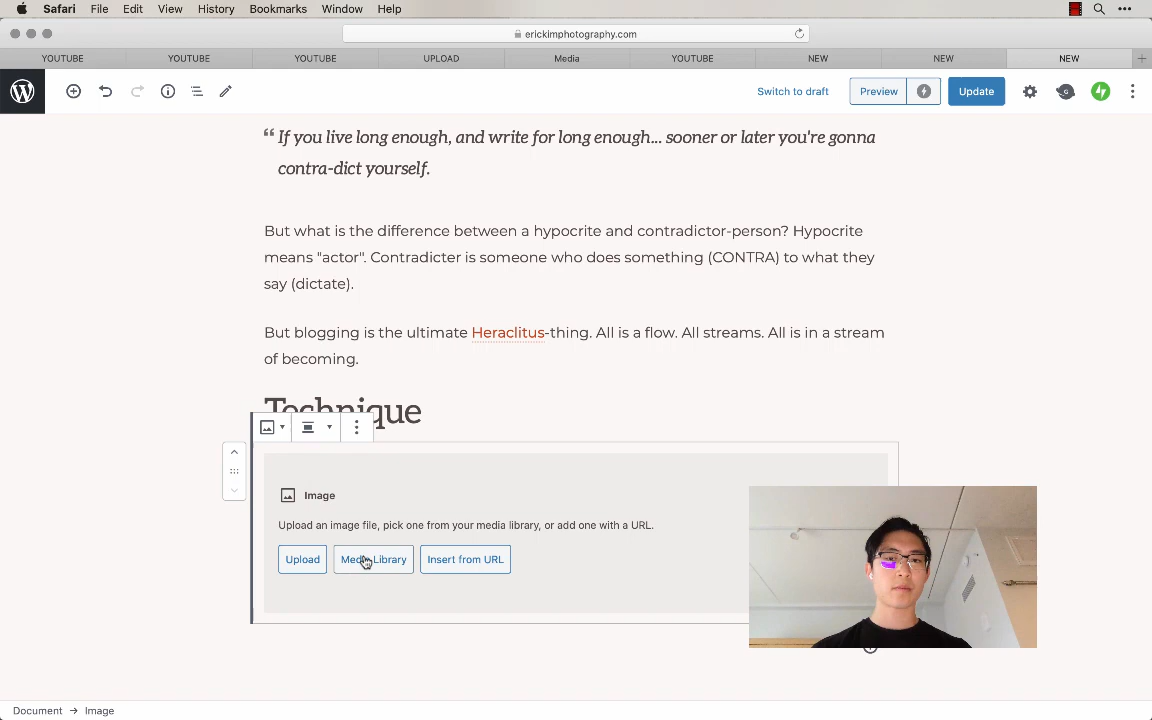 Safari File Edit View History Bookmarks Window Help
erickimphotography.com
YOUTUBE YOUTUBE YOUTUBE UPLOAD Media YOUTUBE NEW NEW NEW
Switch to draft Preview Update
“ If you live long enough, and write for long enough... sooner or later you're gonna
contra-dict yourself.
But what is the difference between a hypocrite and contradictor-person? Hypocrite
means "actor". Contradicter is someone who does something (CONTRA) to what they
say (dictate).
But blogging is the ultimate Heraclitus-thing. All is a flow. All streams. All is in a stream
of becoming.
Technique
Image
Upload an image file, pick one from your media library, or add one with a URL.
Upload Media Library Insert from URL
Document → Image